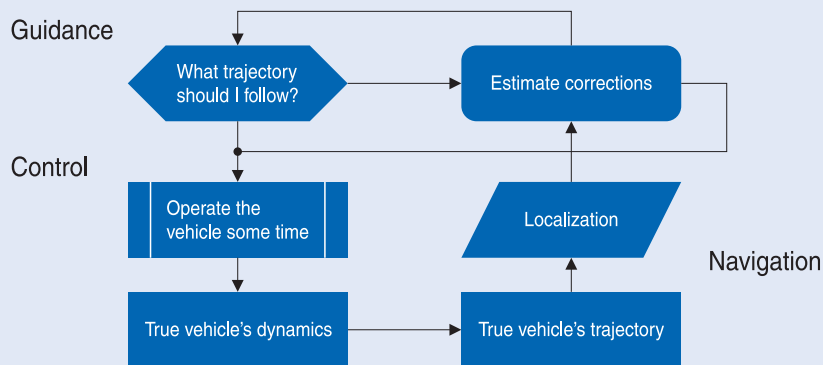 Guidance
What trajectory
should I follow?
Estimate corrections
Control
Operate the
vehicle some time
Localization
Navigation
True vehicle's dynamics
True vehicle's trajectory